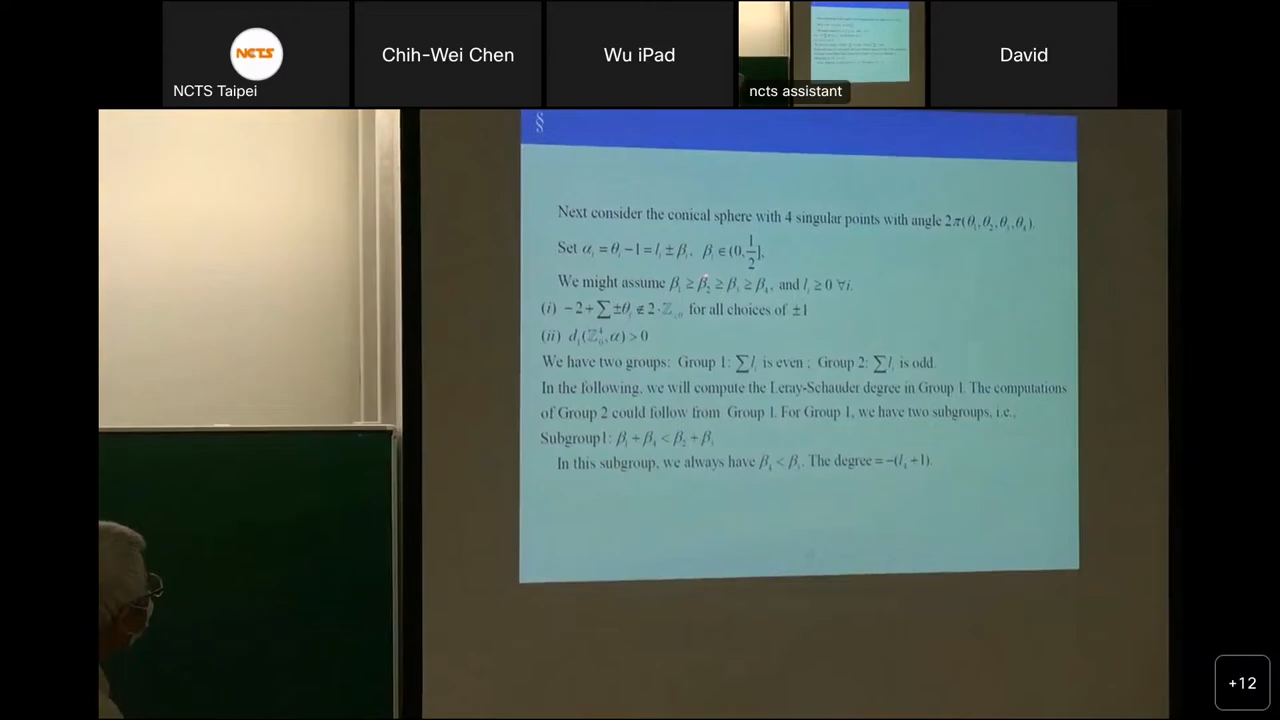 NCTS
NCTS Taipei
Chih-Wei Chen
Wu iPad
ncts assistant
David
§
Next consider the conical sphere with 4 singular points with angle 2π(θ₁,θ₂,θ₃,θ₄).
Set αᵢ = θᵢ − 1 = lᵢ ± βᵢ, βᵢ ∈ (0, 1/2],
We might assume β₁ ≥ β₂ ≥ β₃ ≥ β₄, and lᵢ ≥ 0 ∀i.
(i) −2 + ∑ ±θᵢ ∉ 2·ℤ≥₀ for all choices of ±1
(ii) d₁(ℤ₀⁴, α) > 0
We have two groups: Group 1: ∑ lᵢ is even ; Group 2: ∑ lᵢ is odd.
In the following, we will compute the Leray-Schauder degree in Group 1. The computations
of Group 2 could follow from Group 1. For Group 1, we have two subgroups, i.e.,
Subgroup1: β₁ + β₄ < β₂ + β₃
In this subgroup, we always have β₄ < β₃. The degree = −(l₄ + 1).
+12